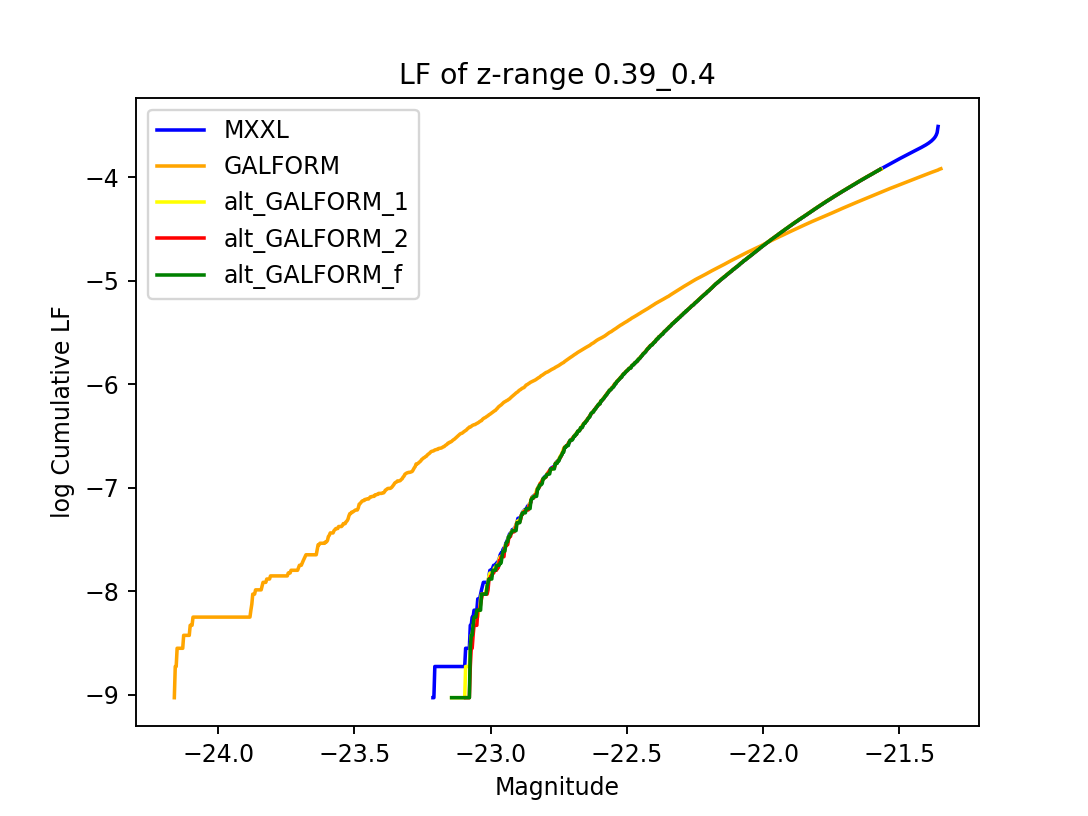 LF of z-range 0.39_0.4
MXXL
GALFORM
alt_GALFORM_1
alt_GALFORM_2
alt_GALFORM_f
log Cumulative LF
−4
−5
−6
−7
−8
−9
−24.0
−23.5
−23.0
−22.5
−22.0
−21.5
Magnitude